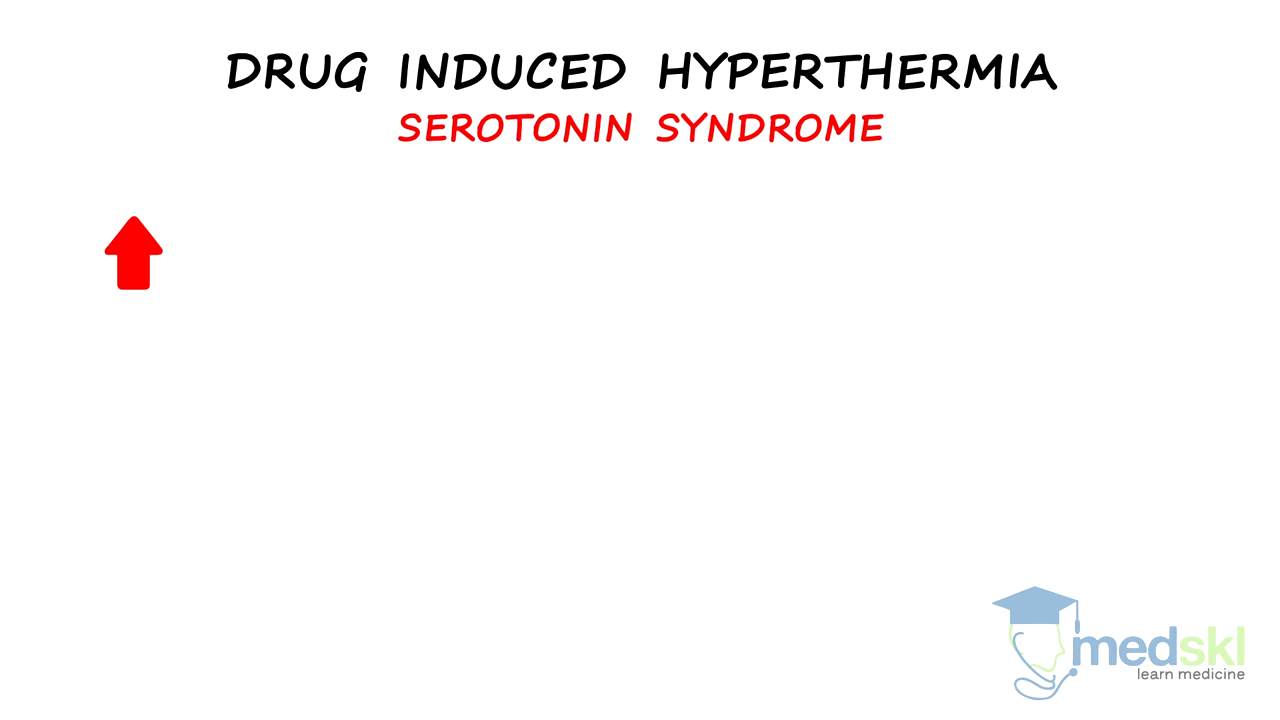 DRUG INDUCED HYPERTHERMIA
SEROTONIN SYNDROME
medskl
learn medicine